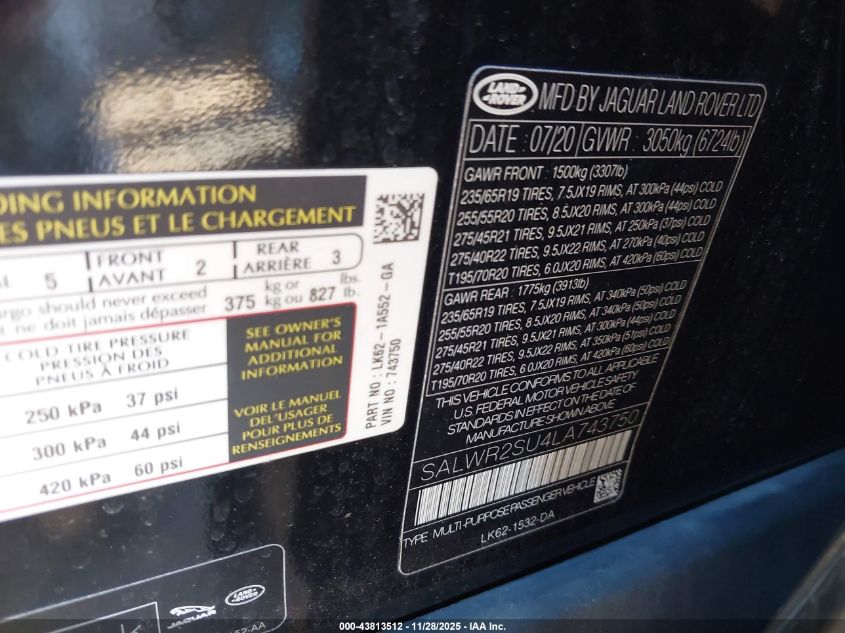 DING INFORMATION
ES PNEUS ET LE CHARGEMENT
5 FRONT AVANT 2 REAR ARRIÈRE 3
argo should never exceed 375 kg or 827 lbs.
t ne doit jamais dépasser kg ou lb.
COLD TIRE PRESSURE
PRESSION DES
PNEUS À FROID
250 kPa 37 psi
300 kPa 44 psi
420 kPa 60 psi
SEE OWNER'S
MANUAL FOR
ADDITIONAL
INFORMATION
VOIR LE MANUEL
DEL'USAGER
POUR PLUS DE
RENSEIGNEMENTS
PART NO : LK62-1A552-GA
VIN NO : 743750
LAND ROVER
MFD BY JAGUAR LAND ROVER LTD
DATE : 07/20 GVWR : 3050kg (6724lb)
GAWR FRONT : 1500kg (3307lb)
235/65R19 TIRES, 7.5JX19 RIMS, AT 300kPa (44psi) COLD
255/55R20 TIRES, 8.5JX20 RIMS, AT 300kPa (44psi) COLD
275/45R21 TIRES, 9.5JX21 RIMS, AT 250kPa (37psi) COLD
275/40R22 TIRES, 9.5JX22 RIMS, AT 270kPa (40psi) COLD
T195/70R20 TIRES, 6.0JX20 RIMS, AT 420kPa (60psi) COLD
GAWR REAR : 1775kg (3913lb)
235/65R19 TIRES, 7.5JX19 RIMS, AT 340kPa (50psi) COLD
255/55R20 TIRES, 8.5JX20 RIMS, AT 340kPa (50psi) COLD
275/45R21 TIRES, 9.5JX21 RIMS, AT 300kPa (44psi) COLD
275/40R22 TIRES, 9.5JX22 RIMS, AT 350kPa (51psi) COLD
T195/70R20 TIRES, 6.0JX20 RIMS, AT 420kPa (60psi) COLD
THIS VEHICLE CONFORMS TO ALL APPLICABLE
U.S. FEDERAL MOTOR VEHICLE SAFETY
STANDARDS IN EFFECT ON THE DATE OF
MANUFACTURE SHOWN ABOVE
SALWR2SU4LA743750
TYPE: MULTI-PURPOSE PASSENGER VEHICLE
LK62-1532-DA
JAGUAR
LAND ROVER
000-43813512 - 11/28/2025 - IAA Inc.